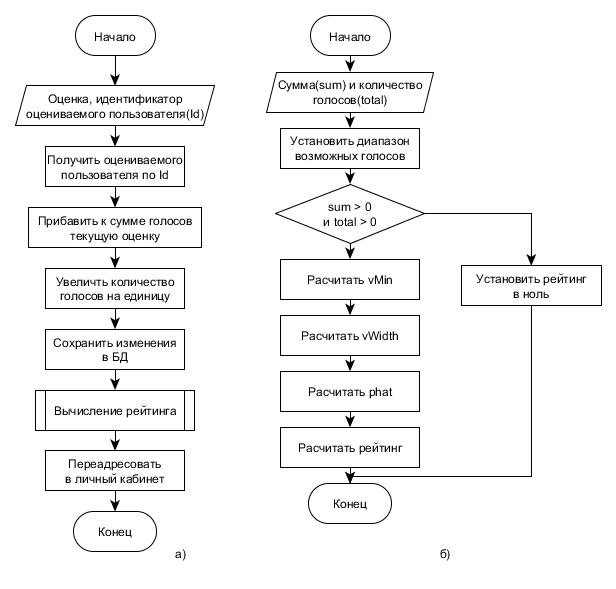 Начало
Оценка, идентификатор
оцениваемого пользователя(Id)
Получить оцениваемого
пользователя по Id
Прибавить к сумме голосов
текущую оценку
Увеличть количество
голосов на единицу
Сохранить изменения
в БД
Вычисление рейтинга
Переадресовать
в личный кабинет
Конец
а)
Начало
Сумма(sum) и количество
голосов(total)
Установить диапазон
возможных голосов
sum > 0
и total > 0
Расчитать vMin
Установить рейтинг
в ноль
Расчитать vWidth
Расчитать phat
Расчитать рейтинг
Конец
б)